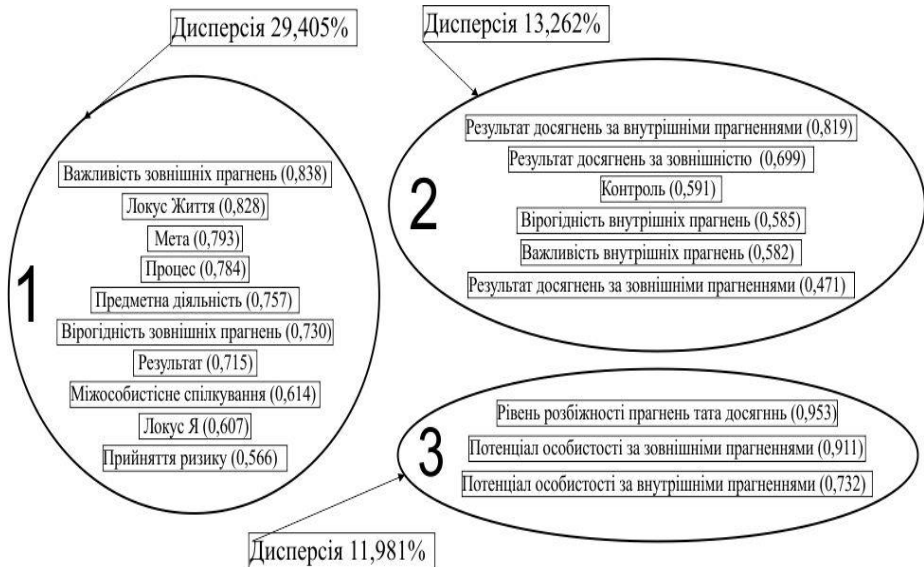 Дисперсія 29,405%
1
Важливість зовнішніх прагнень (0,838)
Локус Життя (0,828)
Мета (0,793)
Процес (0,784)
Предметна діяльність (0,757)
Вірогідність зовнішніх прагнень (0,730)
Результат (0,715)
Міжособистісне спілкування (0,614)
Локус Я (0,607)
Прийняття ризику (0,566)
Дисперсія 13,262%
2
Результат досягнень за внутрішніми прагненнями (0,819)
Результат досягнень за зовнішністю (0,699)
Контроль (0,591)
Вірогідність внутрішніх прагнень (0,585)
Важливість внутрішніх прагнень (0,582)
Результат досягнень за зовнішніми прагненнями (0,471)
Дисперсія 11,981%
3
Рівень розбіжності прагнень тата досягннь (0,953)
Потенціал особистості за зовнішніми прагненнями (0,911)
Потенціал особистості за внутрішніми прагненнями (0,732)